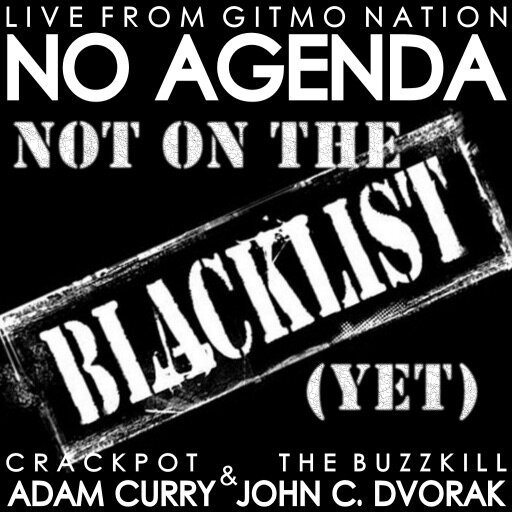 LIVE FROM GITMO NATION
NO AGENDA
NOT ON THE
BLACKLIST
(YET)
CRACKPOT & THE BUZZKILL
ADAM CURRY JOHN C. DVORAK